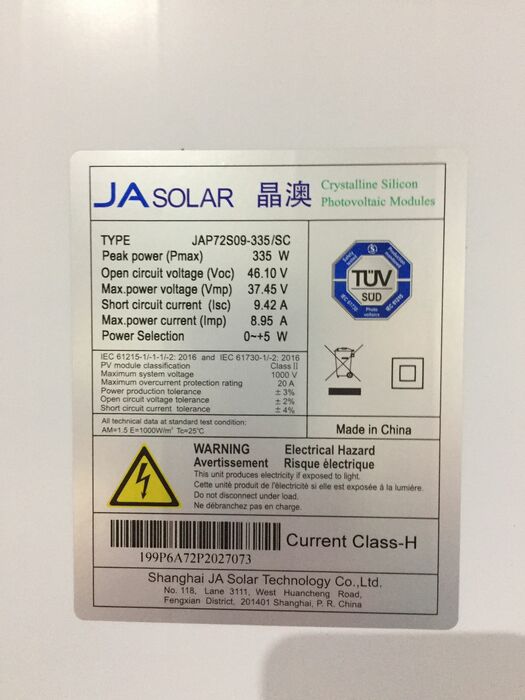 JA SOLAR 晶澳 Crystalline Silicon
Photovoltaic Modules
TYPE JAP72S09-335/SC
Peak power (Pmax) 335 W
Open circuit voltage (Voc) 46.10 V
Max.power voltage (Vmp) 37.45 V
Short circuit current (Isc) 9.42 A
Max.power current (Imp) 8.95 A
Power Selection 0~+5 W
TÜV
SÜD
IEC 61730
IEC 61215
Photo
voltaics
IEC 61215-1/-1-1/-2: 2016 and IEC 61730-1/-2: 2016
PV module classification Class II
Maximum system voltage 1000 V
Maximum overcurrent protection rating 20 A
Power production tolerance ± 3%
Open circuit voltage tolerance ± 2%
Short circuit current tolerance ± 4%
All technical data at standard test condition:
AM=1.5 E=1000W/m² Tc=25℃
Made in China
WARNING Electrical Hazard
Avertissement Risque électrique
This unit produces electricity if exposed to light.
Cette unité produit de l'électricité si elle est exposée à la lumière.
Do not disconnect under load.
Ne débranchez pas en charge.
199P6A72P2027073
Current Class-H
Shanghai JA Solar Technology Co.,Ltd.
No. 118, Lane 3111, West Huancheng Road,
Fengxian District, 201401 Shanghai, P. R. China